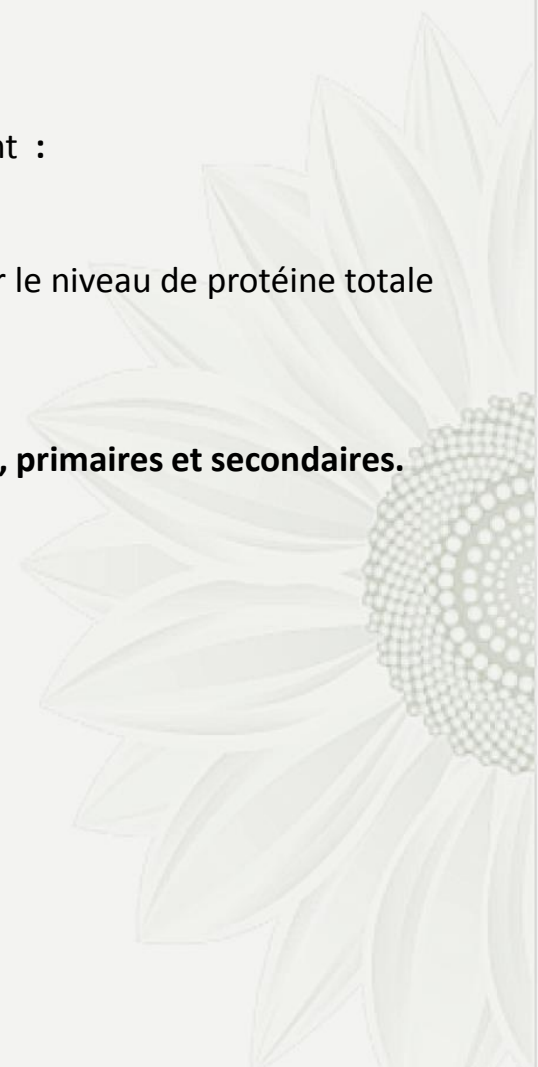 nt :
r le niveau de protéine totale
, primaires et secondaires.